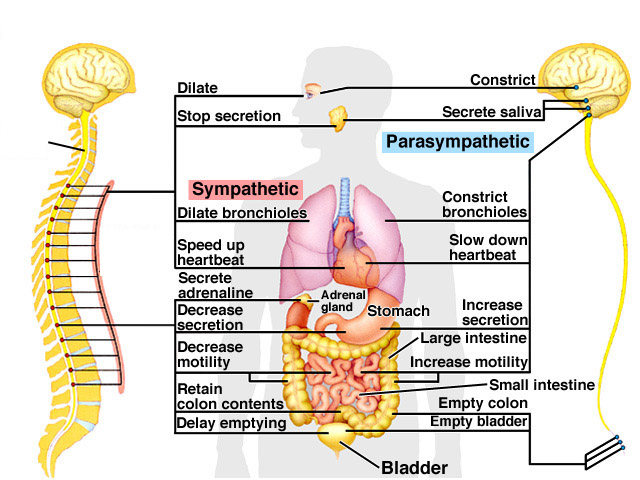 Dilate
Constrict
Stop secretion
Secrete saliva
Parasympathetic
Sympathetic
Dilate bronchioles
Constrict
bronchioles
Speed up
heartbeat
Slow down
heartbeat
Secrete
adrenaline
Adrenal
gland
Decrease
secretion
Stomach
Increase
secretion
Large intestine
Decrease
motility
Increase motility
Small intestine
Retain
colon contents
Empty colon
Delay emptying
Empty bladder
Bladder